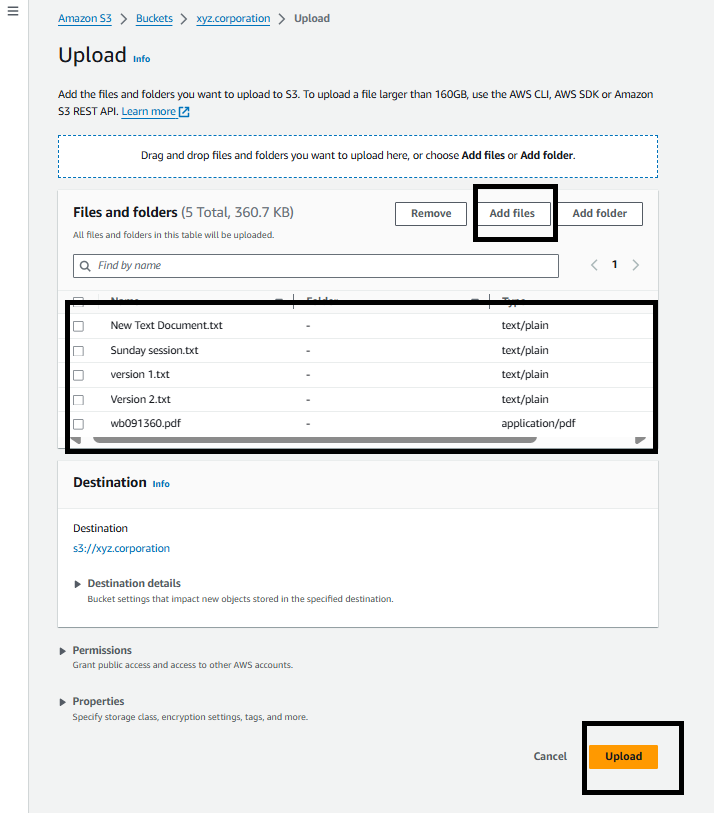 Amazon S3 > Buckets > xyz.corporation > Upload
Upload Info
Add the files and folders you want to upload to S3. To upload a file larger than 160GB, use the AWS CLI, AWS SDK or Amazon
S3 REST API. Learn more
Drag and drop files and folders you want to upload here, or choose Add files or Add folder.
Files and folders (5 Total, 360.7 KB)
Remove
Add files
Add folder
All files and folders in this table will be uploaded.
Find by name
1
Name Folder Type
New Text Document.txt - text/plain
Sunday session.txt - text/plain
version 1.txt - text/plain
Version 2.txt - text/plain
wb091360.pdf - application/pdf
Destination Info
Destination
s3://xyz.corporation
Destination details
Bucket settings that impact new objects stored in the specified destination.
Permissions
Grant public access and access to other AWS accounts.
Properties
Specify storage class, encryption settings, tags, and more.
Cancel
Upload